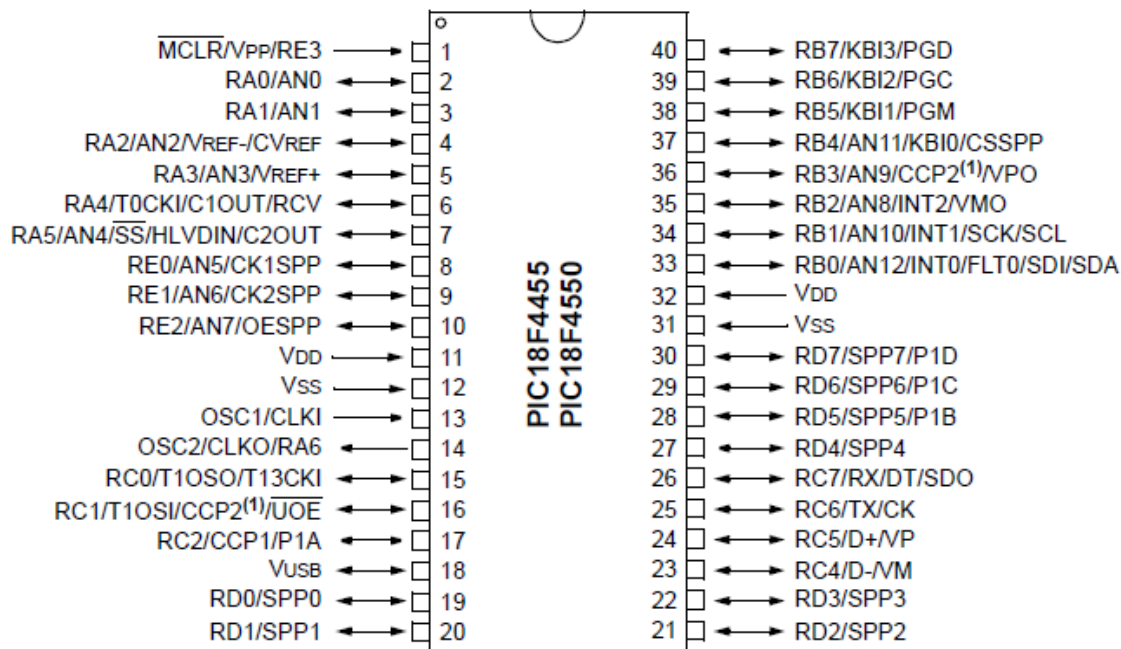 MCLR/VPP/RE3 1
RA0/AN0 2
RA1/AN1 3
RA2/AN2/VREF-/CVREF 4
RA3/AN3/VREF+ 5
RA4/T0CKI/C1OUT/RCV 6
RA5/AN4/SS/HLVDIN/C2OUT 7
RE0/AN5/CK1SPP 8
RE1/AN6/CK2SPP 9
RE2/AN7/OESPP 10
VDD 11
VSS 12
OSC1/CLKI 13
OSC2/CLKO/RA6 14
RC0/T1OSO/T13CKI 15
RC1/T1OSI/CCP2(1)/UOE 16
RC2/CCP1/P1A 17
VUSB 18
RD0/SPP0 19
RD1/SPP1 20
PIC18F4455
PIC18F4550
40 RB7/KBI3/PGD
39 RB6/KBI2/PGC
38 RB5/KBI1/PGM
37 RB4/AN11/KBI0/CSSPP
36 RB3/AN9/CCP2(1)/VPO
35 RB2/AN8/INT2/VMO
34 RB1/AN10/INT1/SCK/SCL
33 RB0/AN12/INT0/FLT0/SDI/SDA
32 VDD
31 VSS
30 RD7/SPP7/P1D
29 RD6/SPP6/P1C
28 RD5/SPP5/P1B
27 RD4/SPP4
26 RC7/RX/DT/SDO
25 RC6/TX/CK
24 RC5/D+/VP
23 RC4/D-/VM
22 RD3/SPP3
21 RD2/SPP2